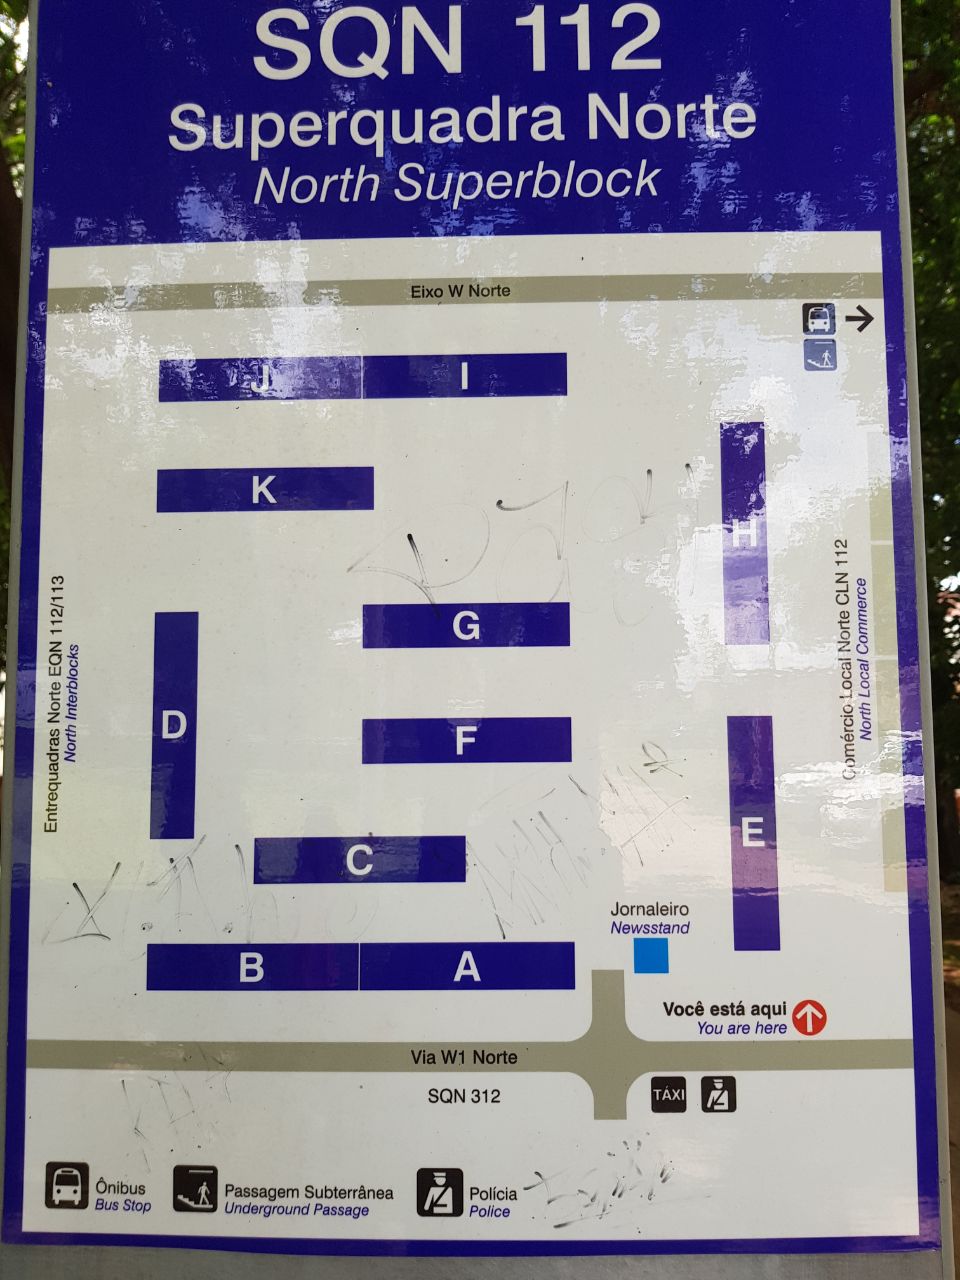 SQN 112
Superquadra Norte
North Superblock
Eixo W Norte
J
I
K
H
G
D
F
E
C
B
A
Entrequadras Norte EQN 112/113
North Interblocks
Comércio Local Norte CLN 112
North Local Commerce
Jornaleiro
Newsstand
Você está aqui
You are here
Via W1 Norte
SQN 312
TÁXI
Ônibus
Bus Stop
Passagem Subterrânea
Underground Passage
Polícia
Police